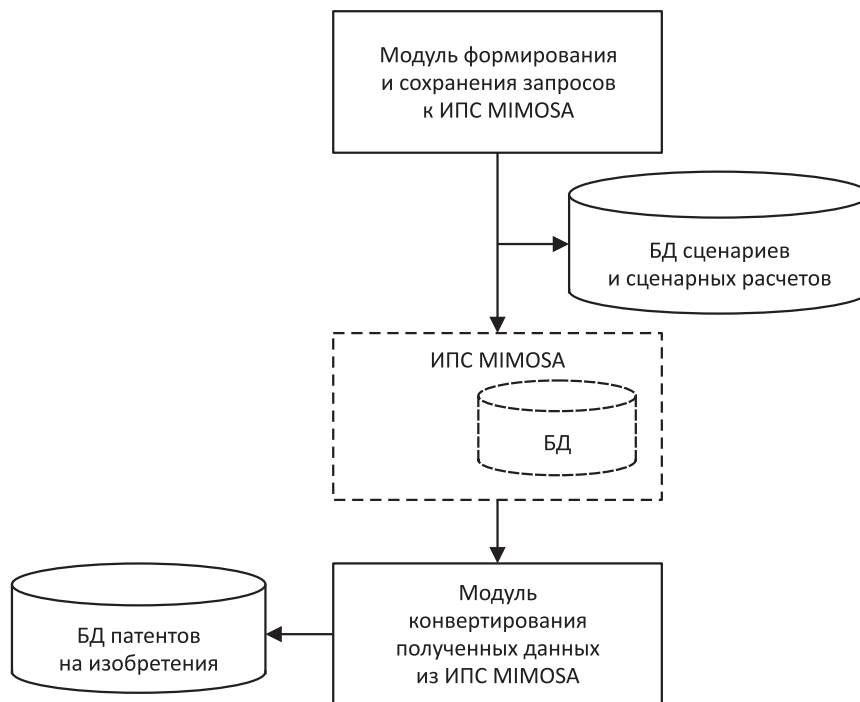 Модуль формирования
и сохранения запросов
к ИПС MIMOSA
БД сценариев
и сценарных расчетов
ИПС MIMOSA
БД
Модуль
конвертирования
полученных данных
из ИПС MIMOSA
БД патентов
на изобретения